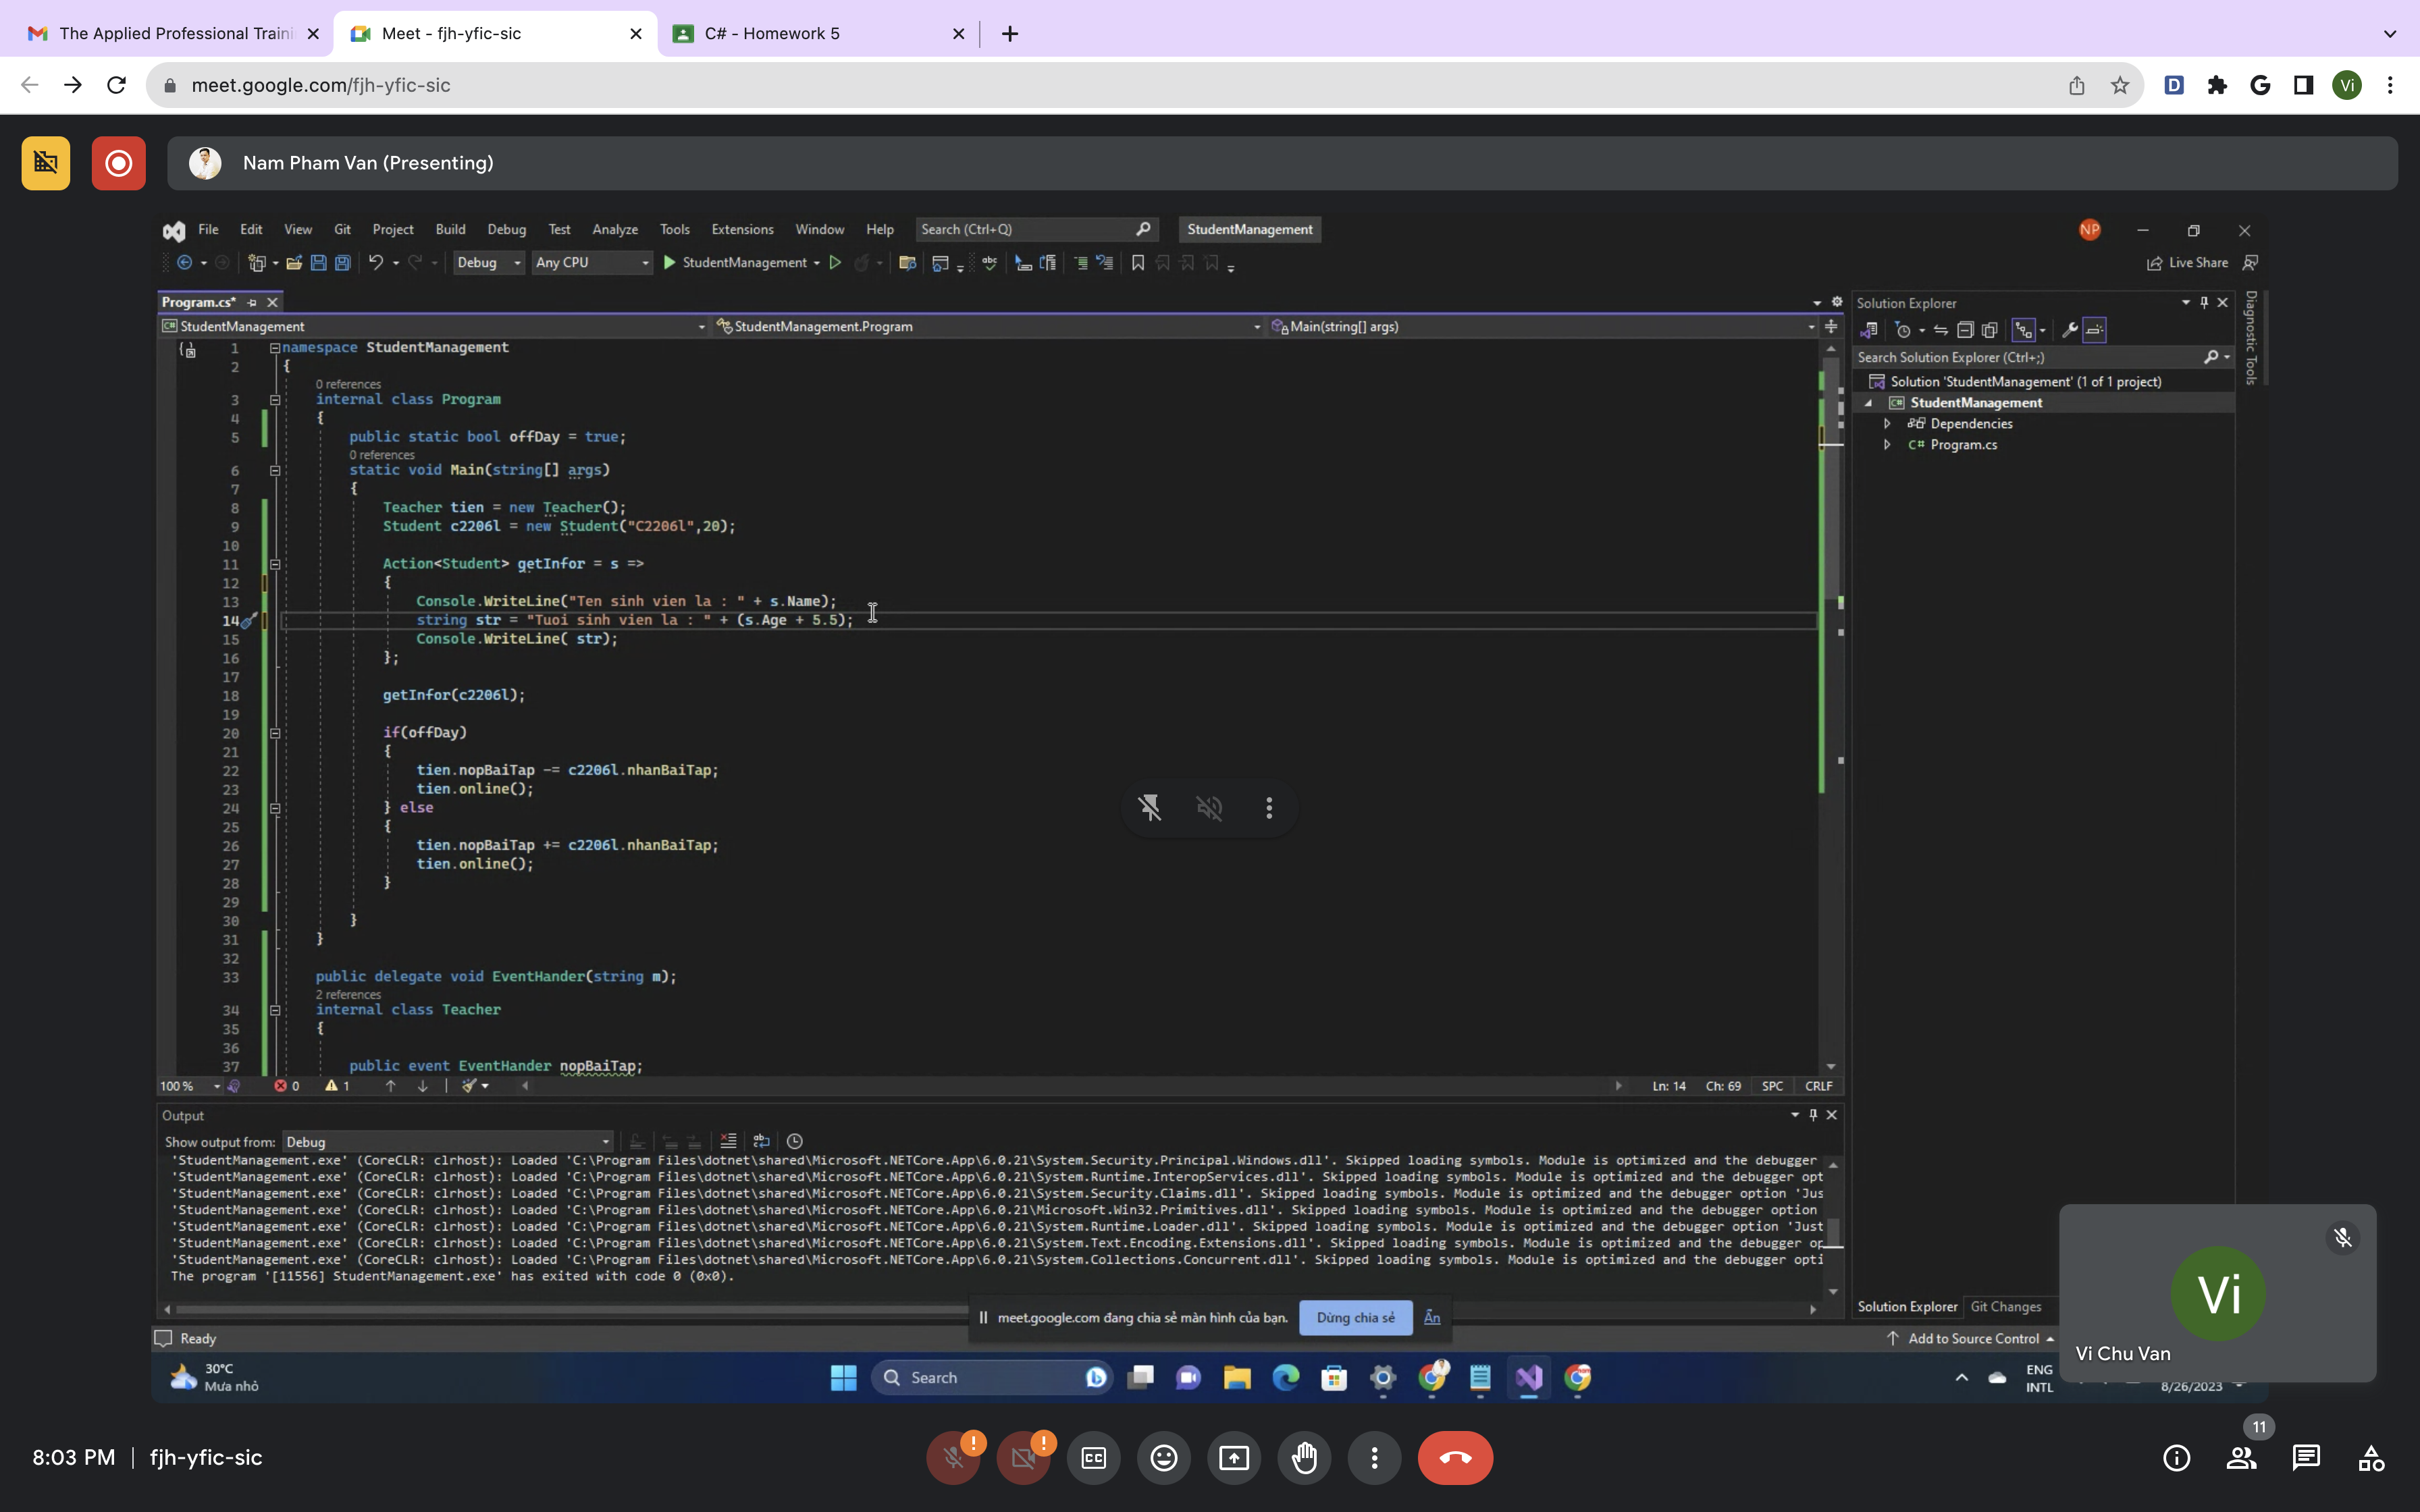 The Applied Professional Traini
Meet - fjh-yfic-sic
C# - Homework 5
meet.google.com/fjh-yfic-sic
Vi
Nam Pham Van (Presenting)
File Edit View Git Project Build Debug Test Analyze Tools Extensions Window Help Search (Ctrl+Q) StudentManagement NP
Debug Any CPU StudentManagement Live Share
Program.cs*
StudentManagement StudentManagement.Program Main(string[] args)
1 namespace StudentManagement
2 {
0 references
3 internal class Program
4 {
5 public static bool offDay = true;
0 references
6 static void Main(string[] args)
7 {
8 Teacher tien = new Teacher();
9 Student c2206l = new Student("C2206l",20);
10
11 Action<Student> getInfor = s =>
12 {
13 Console.WriteLine("Ten sinh vien la : " + s.Name);
14 string str = "Tuoi sinh vien la : " + (s.Age + 5.5);
15 Console.WriteLine( str);
16 };
17
18 getInfor(c2206l);
19
20 if(offDay)
21 {
22 tien.nopBaiTap -= c2206l.nhanBaiTap;
23 tien.online();
24 } else
25 {
26 tien.nopBaiTap += c2206l.nhanBaiTap;
27 tien.online();
28 }
29
30 }
31 }
32
33 public delegate void EventHander(string m);
2 references
34 internal class Teacher
35 {
36
37 public event EventHander nopBaiTap;
100 % 0 1 Ln: 14 Ch: 69 SPC CRLF
Solution Explorer
Search Solution Explorer (Ctrl+;)
Solution 'StudentManagement' (1 of 1 project)
StudentManagement
Dependencies
C# Program.cs
Diagnostic Tools
Output
Show output from: Debug
'StudentManagement.exe' (CoreCLR: clrhost): Loaded 'C:\Program Files\dotnet\shared\Microsoft.NETCore.App\6.0.21\System.Security.Principal.Windows.dll'. Skipped loading symbols. Module is optimized and the debugger
'StudentManagement.exe' (CoreCLR: clrhost): Loaded 'C:\Program Files\dotnet\shared\Microsoft.NETCore.App\6.0.21\System.Runtime.InteropServices.dll'. Skipped loading symbols. Module is optimized and the debugger opt
'StudentManagement.exe' (CoreCLR: clrhost): Loaded 'C:\Program Files\dotnet\shared\Microsoft.NETCore.App\6.0.21\System.Security.Claims.dll'. Skipped loading symbols. Module is optimized and the debugger option 'Jus
'StudentManagement.exe' (CoreCLR: clrhost): Loaded 'C:\Program Files\dotnet\shared\Microsoft.NETCore.App\6.0.21\Microsoft.Win32.Primitives.dll'. Skipped loading symbols. Module is optimized and the debugger option
'StudentManagement.exe' (CoreCLR: clrhost): Loaded 'C:\Program Files\dotnet\shared\Microsoft.NETCore.App\6.0.21\System.Runtime.Loader.dll'. Skipped loading symbols. Module is optimized and the debugger option 'Just
'StudentManagement.exe' (CoreCLR: clrhost): Loaded 'C:\Program Files\dotnet\shared\Microsoft.NETCore.App\6.0.21\System.Text.Encoding.Extensions.dll'. Skipped loading symbols. Module is optimized and the debugger op
'StudentManagement.exe' (CoreCLR: clrhost): Loaded 'C:\Program Files\dotnet\shared\Microsoft.NETCore.App\6.0.21\System.Collections.Concurrent.dll'. Skipped loading symbols. Module is optimized and the debugger opti
The program '[11556] StudentManagement.exe' has exited with code 0 (0x0).
meet.google.com đang chia sẻ màn hình của bạn. Dừng chia sẻ Ẩn
Solution Explorer Git Changes
Ready
Add to Source Control
30°C
Mưa nhỏ
Search
ENG
INTL
8/26/2023
Vi
Vi Chu Van
8:03 PM | fjh-yfic-sic
11